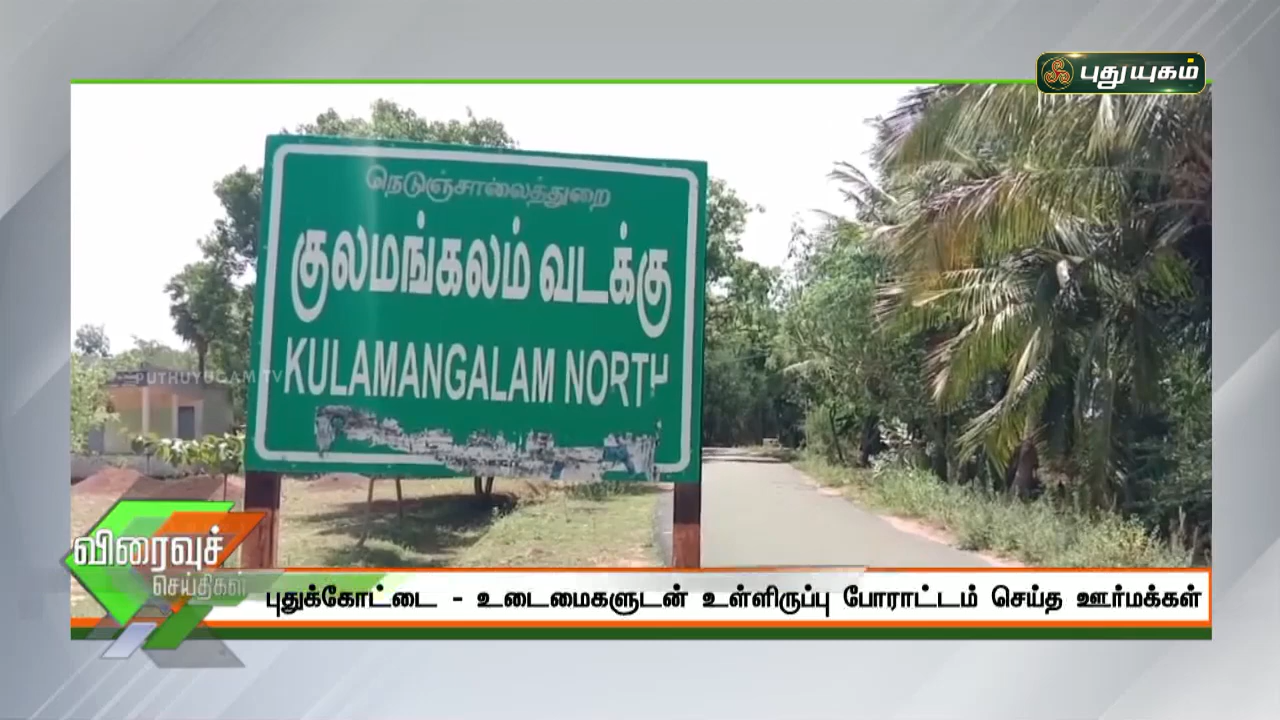 புதுயுகம்
நெடுஞ்சாலைத்துறை
குலமங்கலம் வடக்கு
KULAMANGALAM NORTH
PUTHUYUGAM TV
விரைவுச்
செய்திகள்
புதுக்கோட்டை - உடைமைகளுடன் உள்ளிருப்பு போராட்டம் செய்த ஊர்மக்கள்